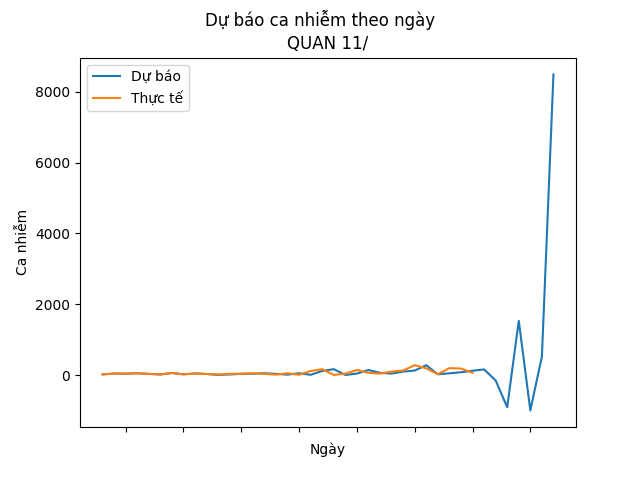 Dự báo ca nhiễm theo ngày
QUAN 11/
Dự báo
Thực tế
8000
6000
4000
2000
0
Ca nhiễm
Ngày